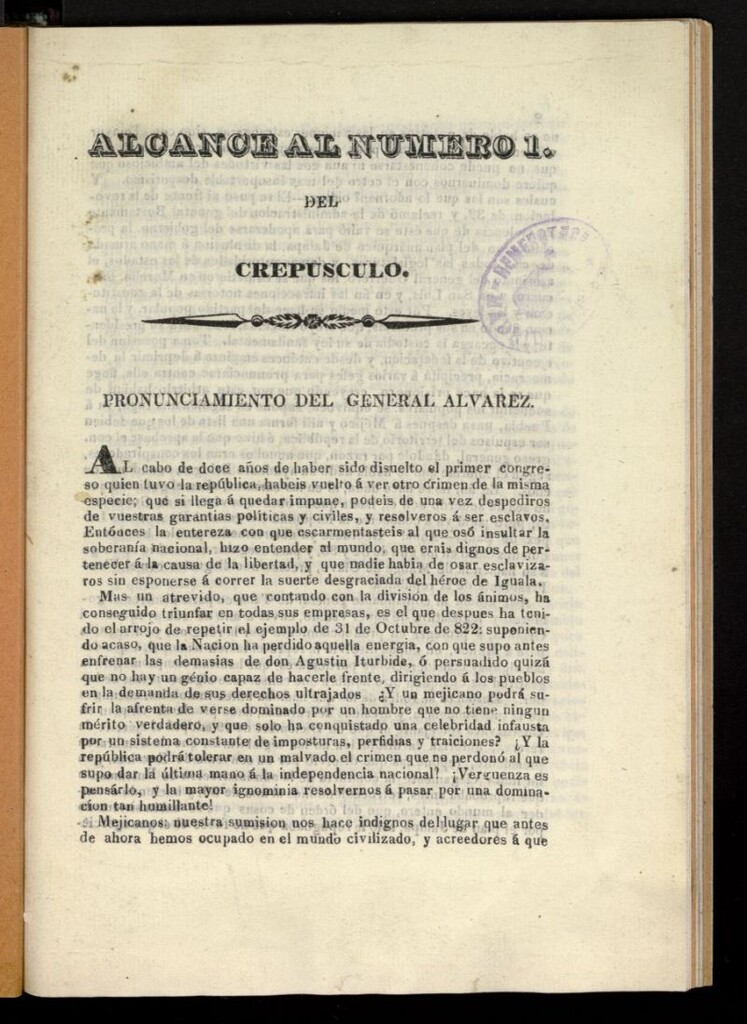 ALCANCE AL NUMERO 1.
DEL
CREPUSCULO.
PRONUNCIAMIENTO DEL GENERAL ALVAREZ.
AL cabo de doce años de haber sido disuelto el primer congre-
so quien tuvo la república, habeis vuelto á ver otro crimen de la misma
especie; que si llega á quedar impune, podeis de una vez despediros
de vuestras garantias politicas y civiles, y resolveros á ser esclavos.
Entónces la entereza con que escarmentasteis al que osó insultar la
soberanía nacional, hizo entender al mundo, que erais dignos de per-
tenecer á la causa de la libertad, y que nadie habia de osar esclaviza-
ros sin esponerse á correr la suerte desgraciada del héroe de Iguala.
Mas un atrevido, que contando con la division de los ánimos, ha
conseguido triunfar en todas sus empresas, es el que despues ha teni-
do el arrojo de repetir el ejemplo de 31 de Octubre de 822: suponien-
do acaso, que la Nacion ha perdido aquella energia, con que supo antes
enfrenar las demasias de don Agustin Iturbide, ó persuadido quizá
que no hay un génio capaz de hacerle frente, dirigiendo á los pueblos
en la demanda de sus derechos ultrajados ¿Y un mejicano podrá su-
frir la afrenta de verse dominado por un hombre que no tiene ningun
mérito verdadero, y que solo ha conquistado una celebridad infausta
por un sistema constante de imposturas, perfidias y traiciones? ¿Y la
república podrá tolerar en un malvado el crimen que no perdonó al que
supo dar la última mano á la independencia nacional? ¡Verguenza es
pensárlo, y la mayor ignominia resolvernos á pasar por una domina-
cion tan humillante!
Mejicanos: nuestra sumision nos hace indignos del lugar que antes
de ahora hemos ocupado en el mundo civilizado, y acreedores á que